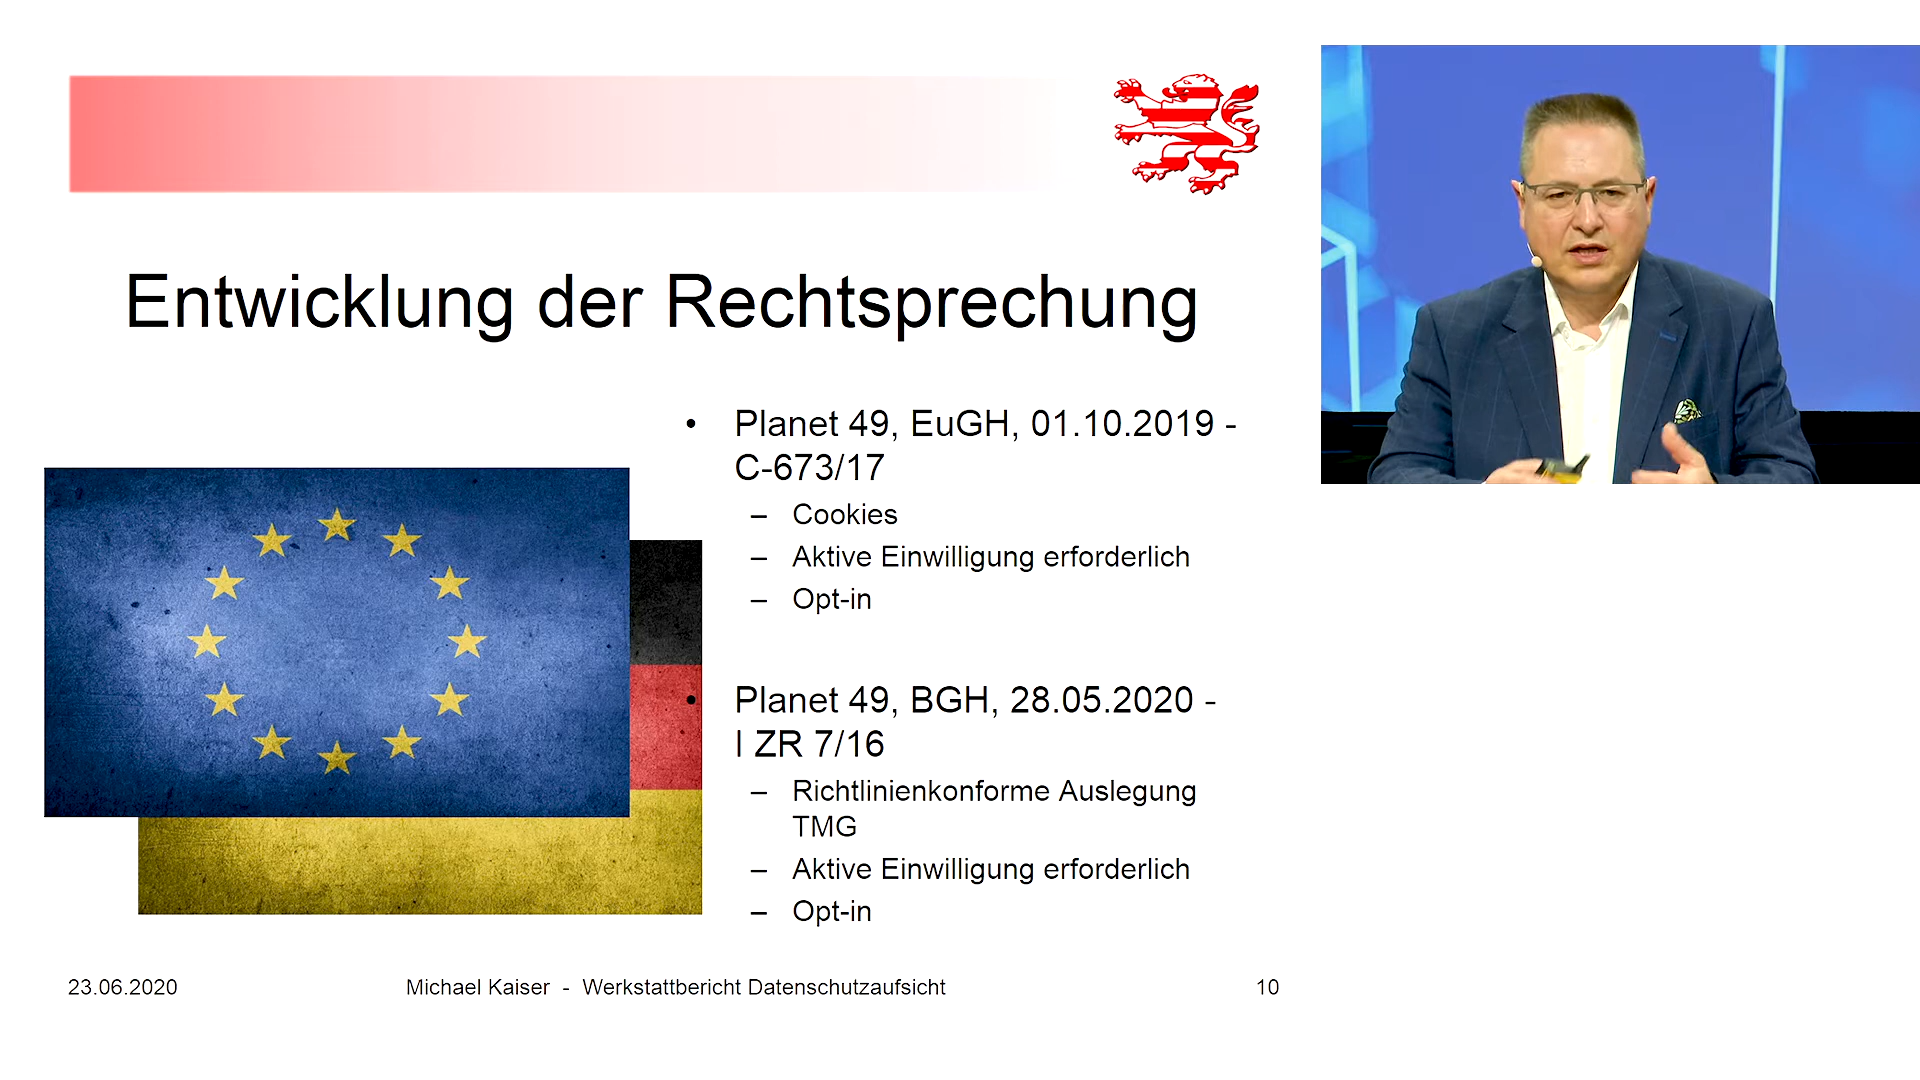 Entwicklung der Rechtsprechung
• Planet 49, EuGH, 01.10.2019 -
C-673/17
– Cookies
– Aktive Einwilligung erforderlich
– Opt-in
• Planet 49, BGH, 28.05.2020 -
I ZR 7/16
– Richtlinienkonforme Auslegung
TMG
– Aktive Einwilligung erforderlich
– Opt-in
23.06.2020
Michael Kaiser - Werkstattbericht Datenschutzaufsicht
10